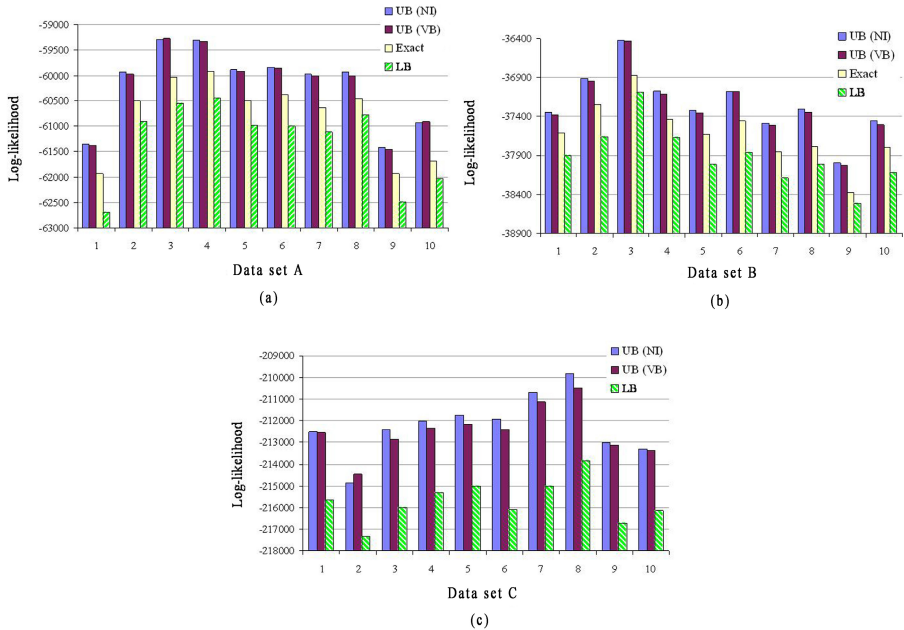 UB (NI)
UB (VB)
Exact
LB
Log-likelihood
-59000
-59500
-60000
-60500
-61000
-61500
-62000
-62500
-63000
1 2 3 4 5 6 7 8 9 10
Data set A
(a)
UB (NI)
UB (VB)
Exact
LB
Log-likelihood
-36400
-36900
-37400
-37900
-38400
-38900
1 2 3 4 5 6 7 8 9 10
Data set B
(b)
UB (NI)
UB (VB)
LB
Log-likelihood
-209000
-210000
-211000
-212000
-213000
-214000
-215000
-216000
-217000
-218000
1 2 3 4 5 6 7 8 9 10
Data set C
(c)